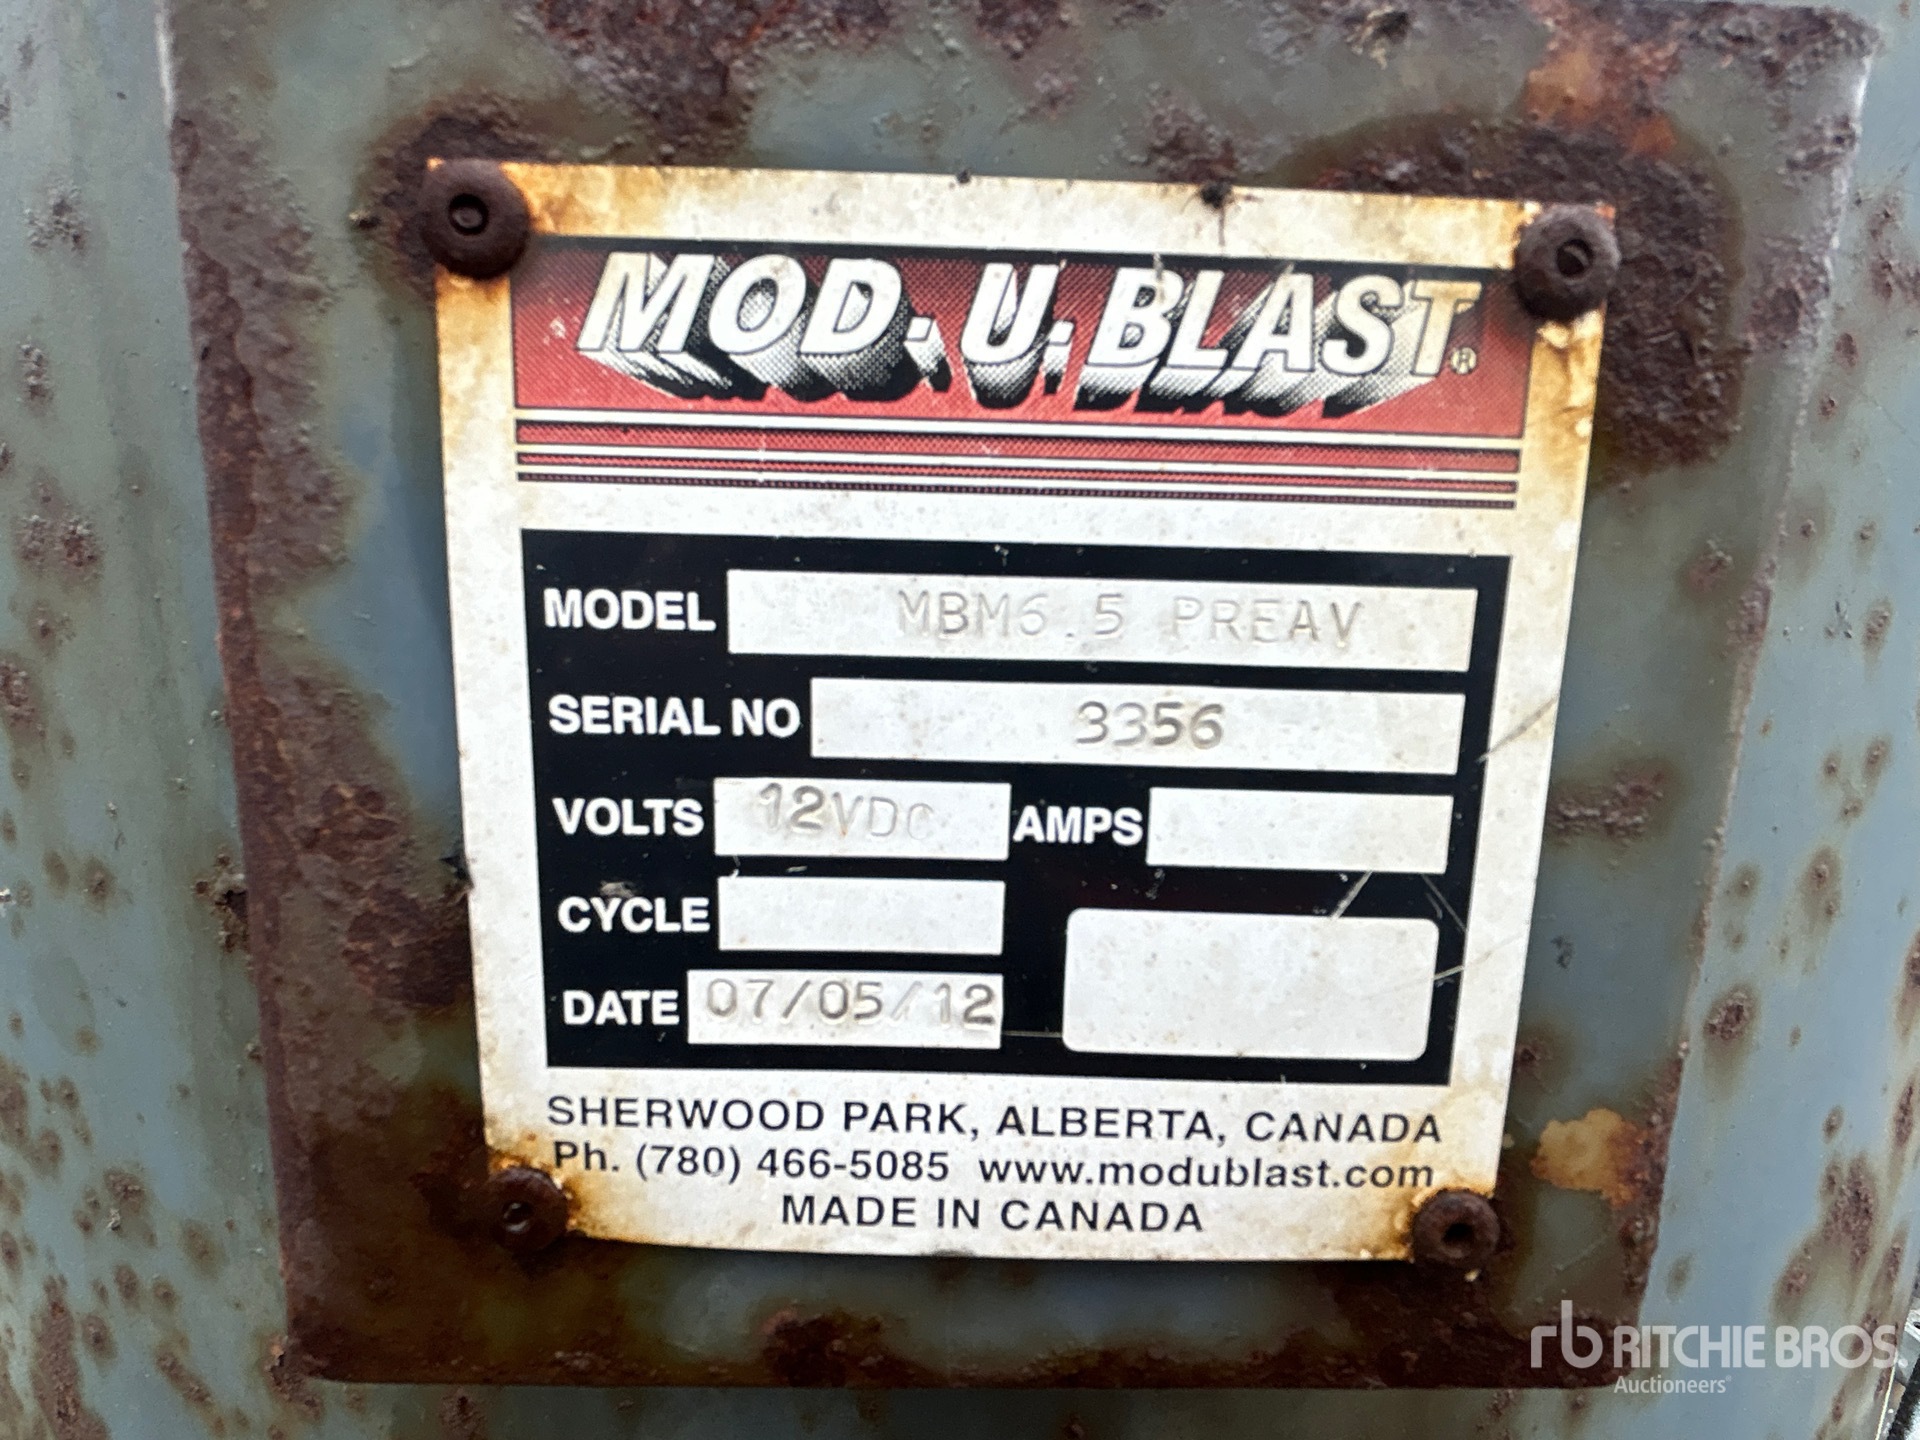 MOD·U·BLAST®
MODEL MBM6.5 PREAV
SERIAL NO 3356
VOLTS 12VDC AMPS
CYCLE
DATE 07/05/12
SHERWOOD PARK, ALBERTA, CANADA
Ph. (780) 466-5085 www.modublast.com
MADE IN CANADA
rb RITCHIE BROS.
Auctioneers